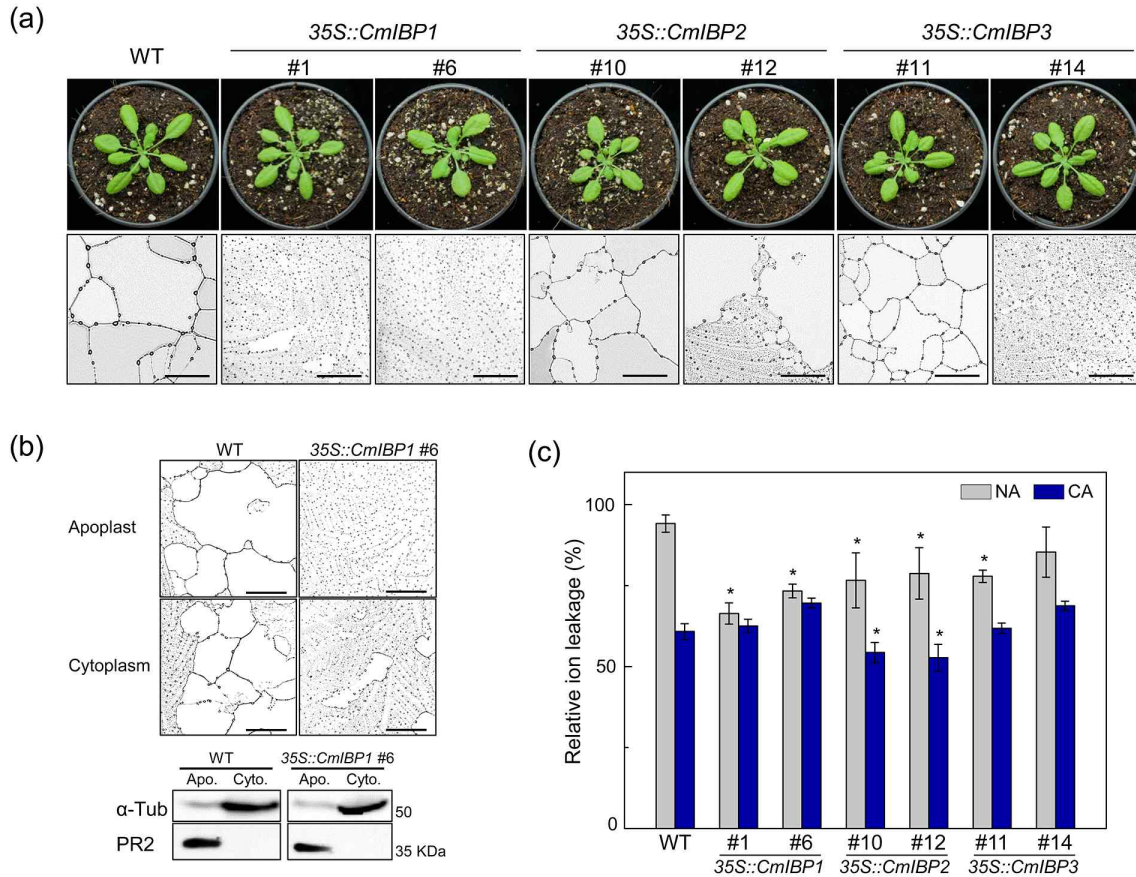 (a)
35S::CmIBP1
35S::CmIBP2
35S::CmIBP3
WT
#1
#6
#10
#12
#11
#14
(b)
WT
35S::CmIBP1 #6
Apoplast
Cytoplasm
WT
35S::CmIBP1 #6
Apo.
Cyto.
Apo.
Cyto.
α-Tub
50
PR2
35 KDa
(c)
NA
CA
Relative ion leakage (%)
100
50
0
*
*
*
*
*
*
*
WT
#1
#6
#10
#12
#11
#14
35S::CmIBP1
35S::CmIBP2
35S::CmIBP3